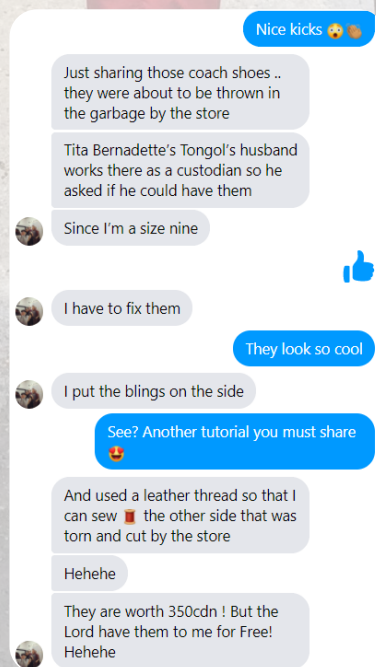 Nice kicks 😲👏🏽
Just sharing those coach shoes ..
they were about to be thrown in
the garbage by the store
Tita Bernadette's Tongol's husband
works there as a custodian so he
asked if he could have them
Since I'm a size nine
I have to fix them
They look so cool
I put the blings on the side
See? Another tutorial you must share
🤩
And used a leather thread so that I
can sew 🧵 the other side that was
torn and cut by the store
Hehehe
They are worth 350cdn ! But the
Lord have them to me for Free!
Hehehe